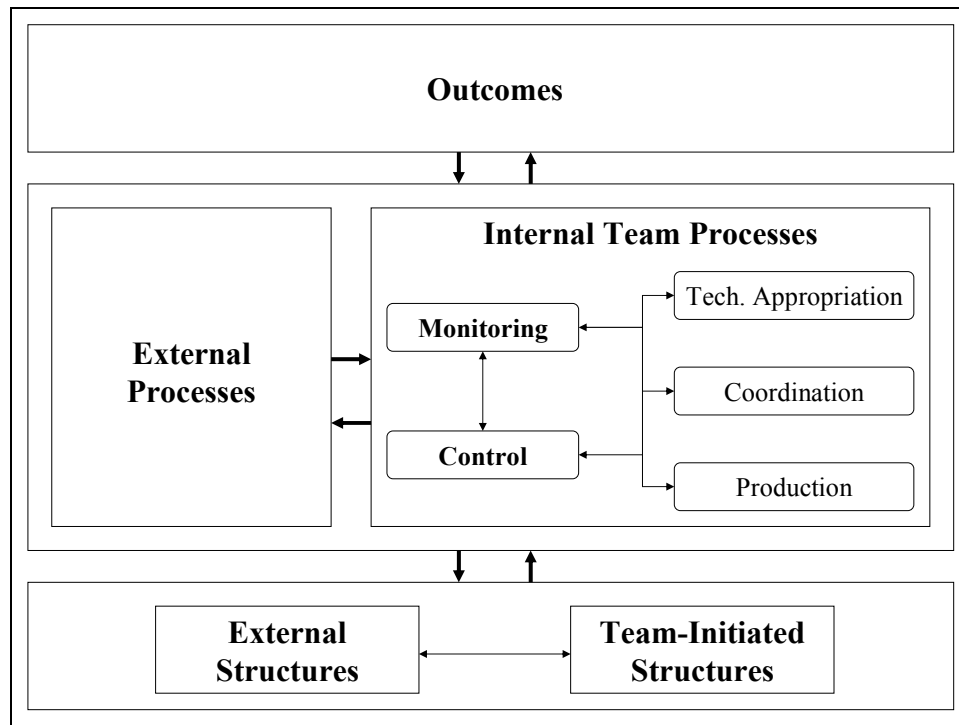 Outcomes
Internal Team Processes
Tech. Appropriation
Monitoring
External
Processes
Coordination
Control
Production
External
Structures
Team-Initiated
Structures